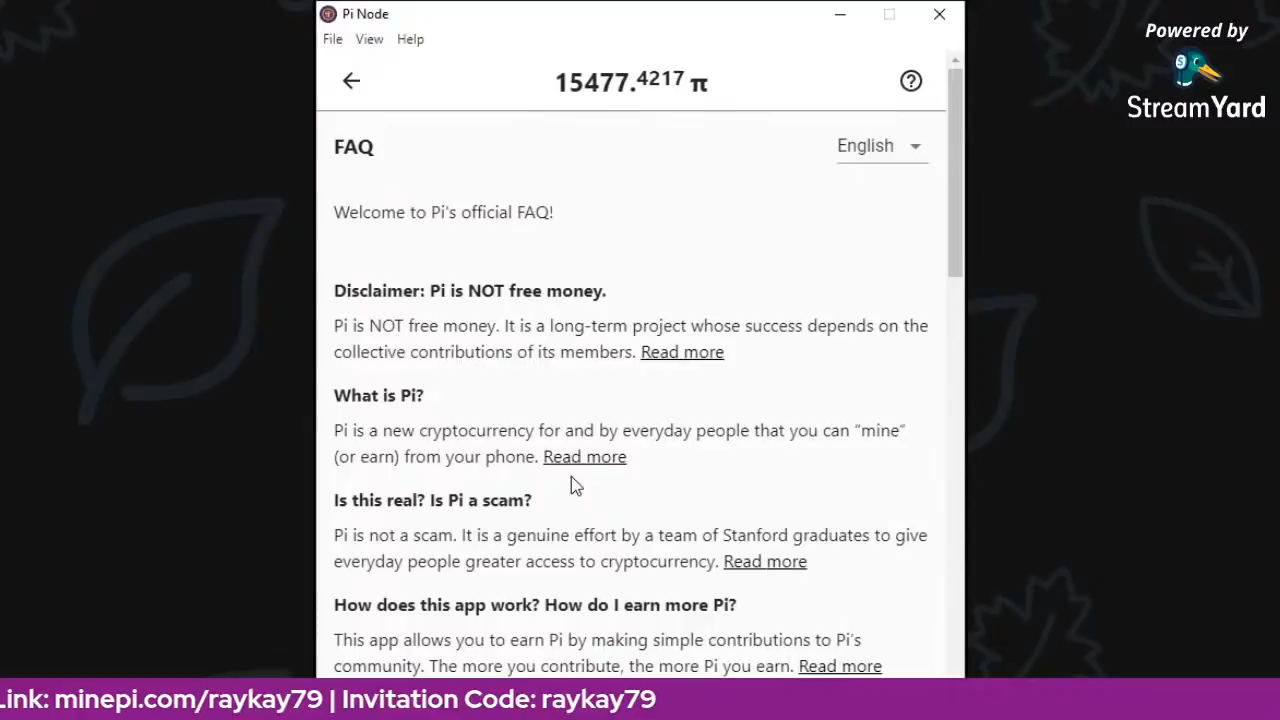 Pi Node
File View Help
Powered by
StreamYard
15477.4217 π
FAQ
English
Welcome to Pi's official FAQ!
Disclaimer: Pi is NOT free money.
Pi is NOT free money. It is a long-term project whose success depends on the
collective contributions of its members. Read more
What is Pi?
Pi is a new cryptocurrency for and by everyday people that you can “mine”
(or earn) from your phone. Read more
Is this real? Is Pi a scam?
Pi is not a scam. It is a genuine effort by a team of Stanford graduates to give
everyday people greater access to cryptocurrency. Read more
How does this app work? How do I earn more Pi?
This app allows you to earn Pi by making simple contributions to Pi’s
community. The more you contribute, the more Pi you earn. Read more
Link: minepi.com/raykay79 | Invitation Code: raykay79